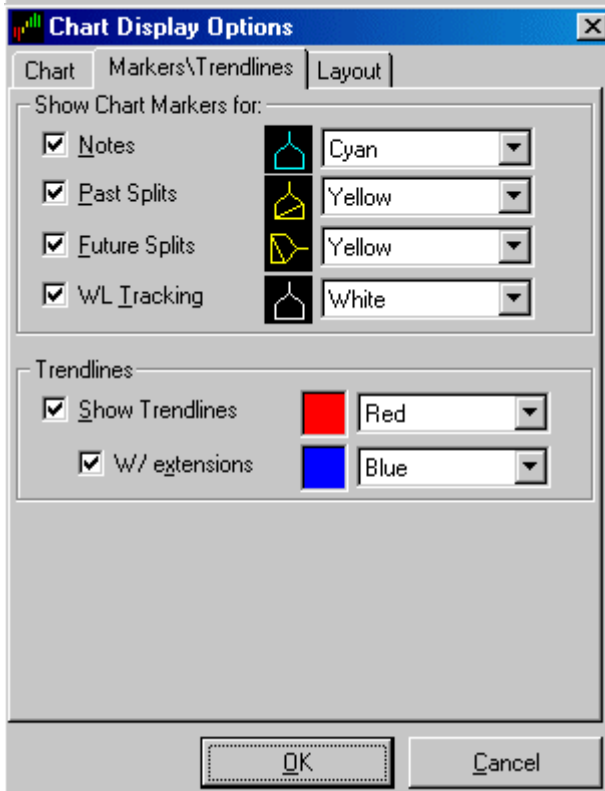 Chart Display Options
Chart Markers\Trendlines Layout
Show Chart Markers for:
Notes Cyan
Past Splits Yellow
Future Splits Yellow
WL Tracking White
Trendlines
Show Trendlines Red
W/ extensions Blue
OK Cancel